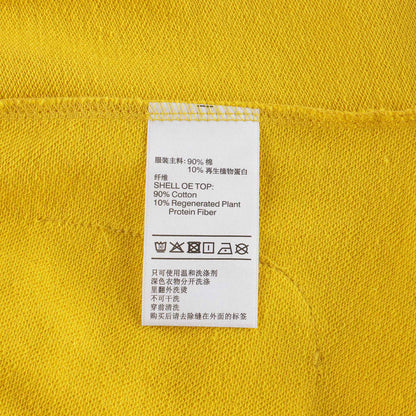 服装主料: 90% 棉
10% 再生植物蛋白
纤维
SHELL OE TOP:
90% Cotton
10% Regenerated Plant
Protein Fiber
只可使用温和洗涤剂
深色衣物分开洗涤
里翻外洗烫
不可干洗
穿前清洗
购买后请去除缝在外面的标签